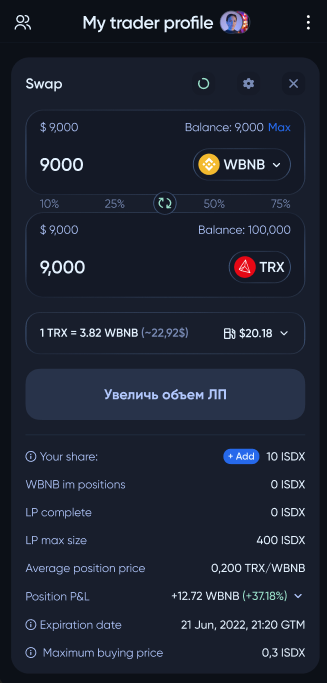 My trader profile
Swap
$ 9,000 Balance: 9,000 Max
9000 WBNB
10% 25% 50% 75%
$ 9,000 Balance: 100,000
9,000 TRX
1 TRX = 3.82 WBNB (~22,92$) $20.18
Увеличь объем ЛП
Your share: + Add 10 ISDX
WBNB im positions 0 ISDX
LP complete 0 ISDX
LP max size 400 ISDX
Average position price 0,200 TRX/WBNB
Position P&L +12.72 WBNB (+37.18%)
Expiration date 21 Jun, 2022, 21:20 GTM
Maximum buying price 0,3 ISDX